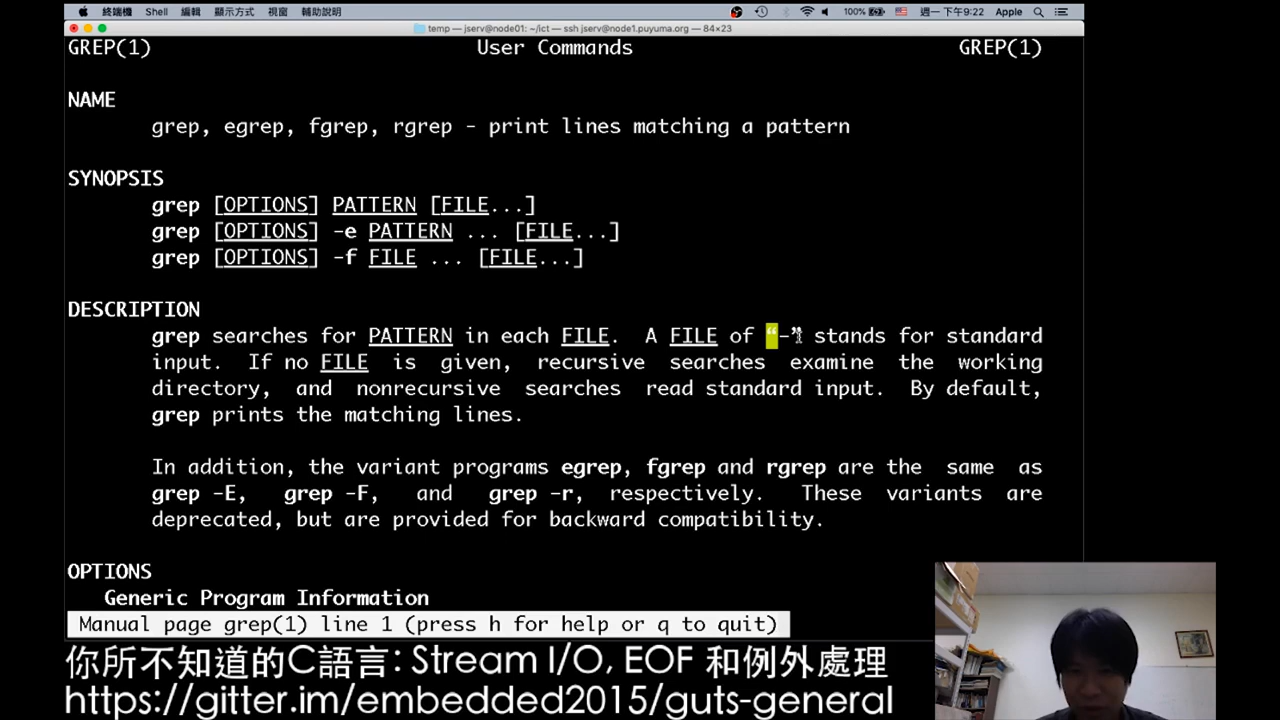 終端機 Shell 編輯 顯示方式 視窗 輔助說明 100% 週一 下午9:22 Apple
temp — jserv@node01: ~/lct — ssh jserv@node1.puyuma.org — 84×23
GREP(1) User Commands GREP(1)
NAME
grep, egrep, fgrep, rgrep - print lines matching a pattern
SYNOPSIS
grep [OPTIONS] PATTERN [FILE...]
grep [OPTIONS] -e PATTERN ... [FILE...]
grep [OPTIONS] -f FILE ... [FILE...]
DESCRIPTION
grep searches for PATTERN in each FILE. A FILE of “-” stands for standard
input. If no FILE is given, recursive searches examine the working
directory, and nonrecursive searches read standard input. By default,
grep prints the matching lines.
In addition, the variant programs egrep, fgrep and rgrep are the same as
grep -E, grep -F, and grep -r, respectively. These variants are
deprecated, but are provided for backward compatibility.
OPTIONS
Generic Program Information
Manual page grep(1) line 1 (press h for help or q to quit)
你所不知道的C語言: Stream I/O, EOF 和例外處理
https://gitter.im/embedded2015/guts-general